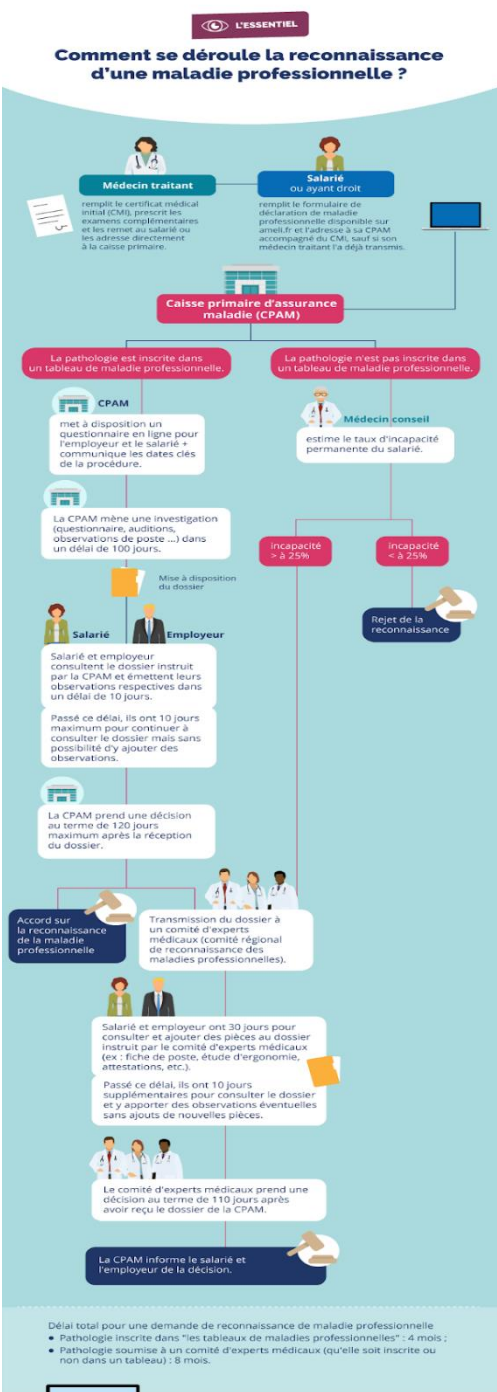 L'ESSENTIEL
Comment se déroule la reconnaissance
d'une maladie professionnelle ?
Médecin traitant
remplit le certificat médical
initial (CMI), prescrit les
examens complémentaires
et les remet au salarié ou
les adresse directement
à la caisse primaire.
Salarié
ou ayant droit
remplit le formulaire de
déclaration de maladie
professionnelle disponible sur
ameli.fr et l'adresse à sa CPAM
accompagné du CMI, sauf si son
médecin traitant l'a déjà transmis.
Caisse primaire d'assurance
maladie (CPAM)
La pathologie est inscrite dans
un tableau de maladie professionnelle.
La pathologie n'est pas inscrite dans
un tableau de maladie professionnelle.
CPAM
met à disposition un
questionnaire en ligne pour
l'employeur et le salarié +
communique les dates clés
de la procédure.
Médecin conseil
estime le taux d'incapacité
permanente du salarié.
La CPAM mène une investigation
(questionnaire, auditions,
observations de poste ...) dans
un délai de 100 jours.
incapacité
> à 25%
incapacité
< à 25%
Mise à disposition
du dossier
Rejet de la
reconnaissance
Salarié
Employeur
Salarié et employeur
consultent le dossier instruit
par la CPAM et émettent leurs
observations respectives dans
un délai de 10 jours.
Passé ce délai, ils ont 10 jours
maximum pour continuer à
consulter le dossier mais sans
possibilité d'y ajouter des
observations.
La CPAM prend une décision
au terme de 120 jours
maximum après la réception
du dossier.
Accord sur
la reconnaissance
de la maladie
professionnelle
Transmission du dossier à
un comité d'experts
médicaux (comité régional
de reconnaissance des
maladies professionnelles).
Salarié et employeur ont 30 jours pour
consulter et ajouter des pièces au dossier
instruit par le comité d'experts médicaux
(ex : fiche de poste, étude d'ergonomie,
attestations, etc.).
Passé ce délai, ils ont 10 jours
supplémentaires pour consulter le dossier
et y apporter des observations éventuelles
sans ajouts de nouvelles pièces.
Le comité d'experts médicaux prend une
décision au terme de 110 jours après
avoir reçu le dossier de la CPAM.
La CPAM informe le salarié et
l'employeur de la décision.
Délai total pour une demande de reconnaissance de maladie professionnelle
• Pathologie inscrite dans "les tableaux de maladies professionnelles" : 4 mois ;
• Pathologie soumise à un comité d'experts médicaux (qu'elle soit inscrite ou
non dans un tableau) : 8 mois.